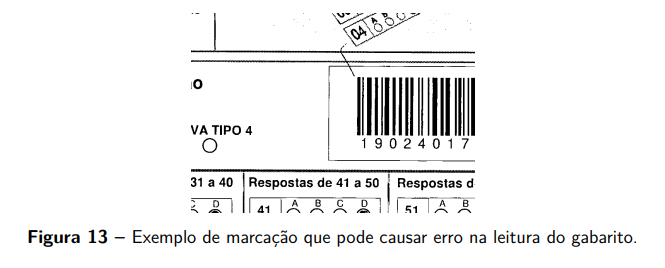 04 A
VA TIPO 4
19024017
31 a 40 Respostas de 41 a 50 Respostas d
C D A B C D A B
41 51
Figura 13 – Exemplo de marcação que pode causar erro na leitura do gabarito.